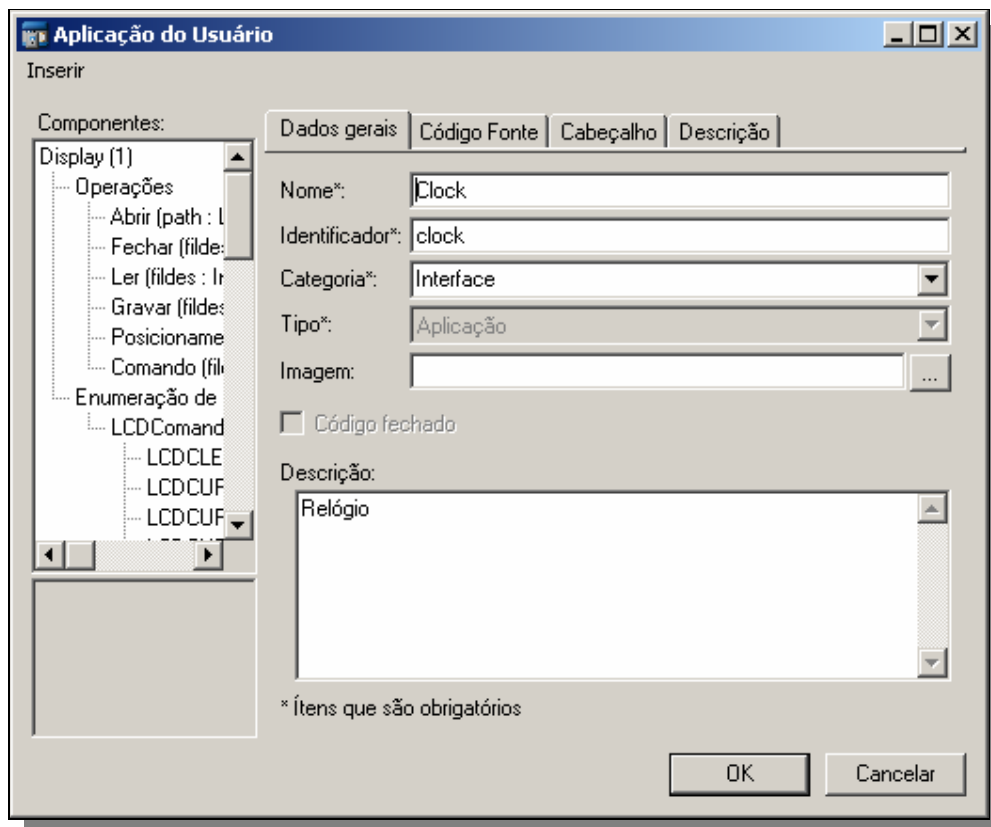 Aplicação do Usuário
Inserir
Componentes:
Display (1)
Operações
Abrir (path : L
Fechar (filde:
Ler (fildes : Ir
Gravar (fildes
Posicioname
Comando (fil
Enumeração de
LCDComand
LCDCLE
LCDCUF
LCDCUF
Dados gerais
Código Fonte
Cabeçalho
Descrição
Nome*:
Clock
Identificador*:
clock
Categoria*:
Interface
Tipo*:
Aplicação
Imagem:
...
Código fechado
Descrição:
Relógio
* Ítens que são obrigatórios
OK
Cancelar